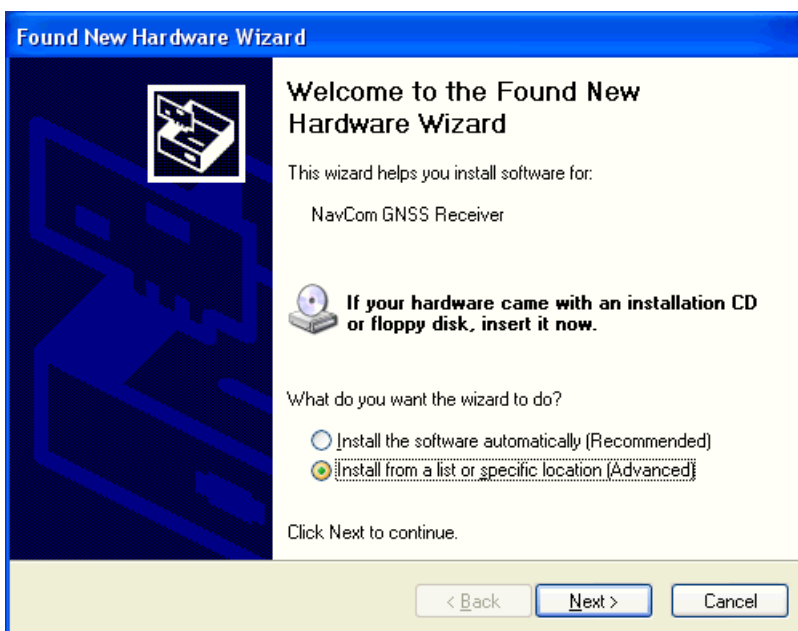 Found New Hardware Wizard
Welcome to the Found New
Hardware Wizard
This wizard helps you install software for:
NavCom GNSS Receiver
If your hardware came with an installation CD
or floppy disk, insert it now.
What do you want the wizard to do?
Install the software automatically (Recommended)
Install from a list or specific location (Advanced)
Click Next to continue.
< Back Next > Cancel